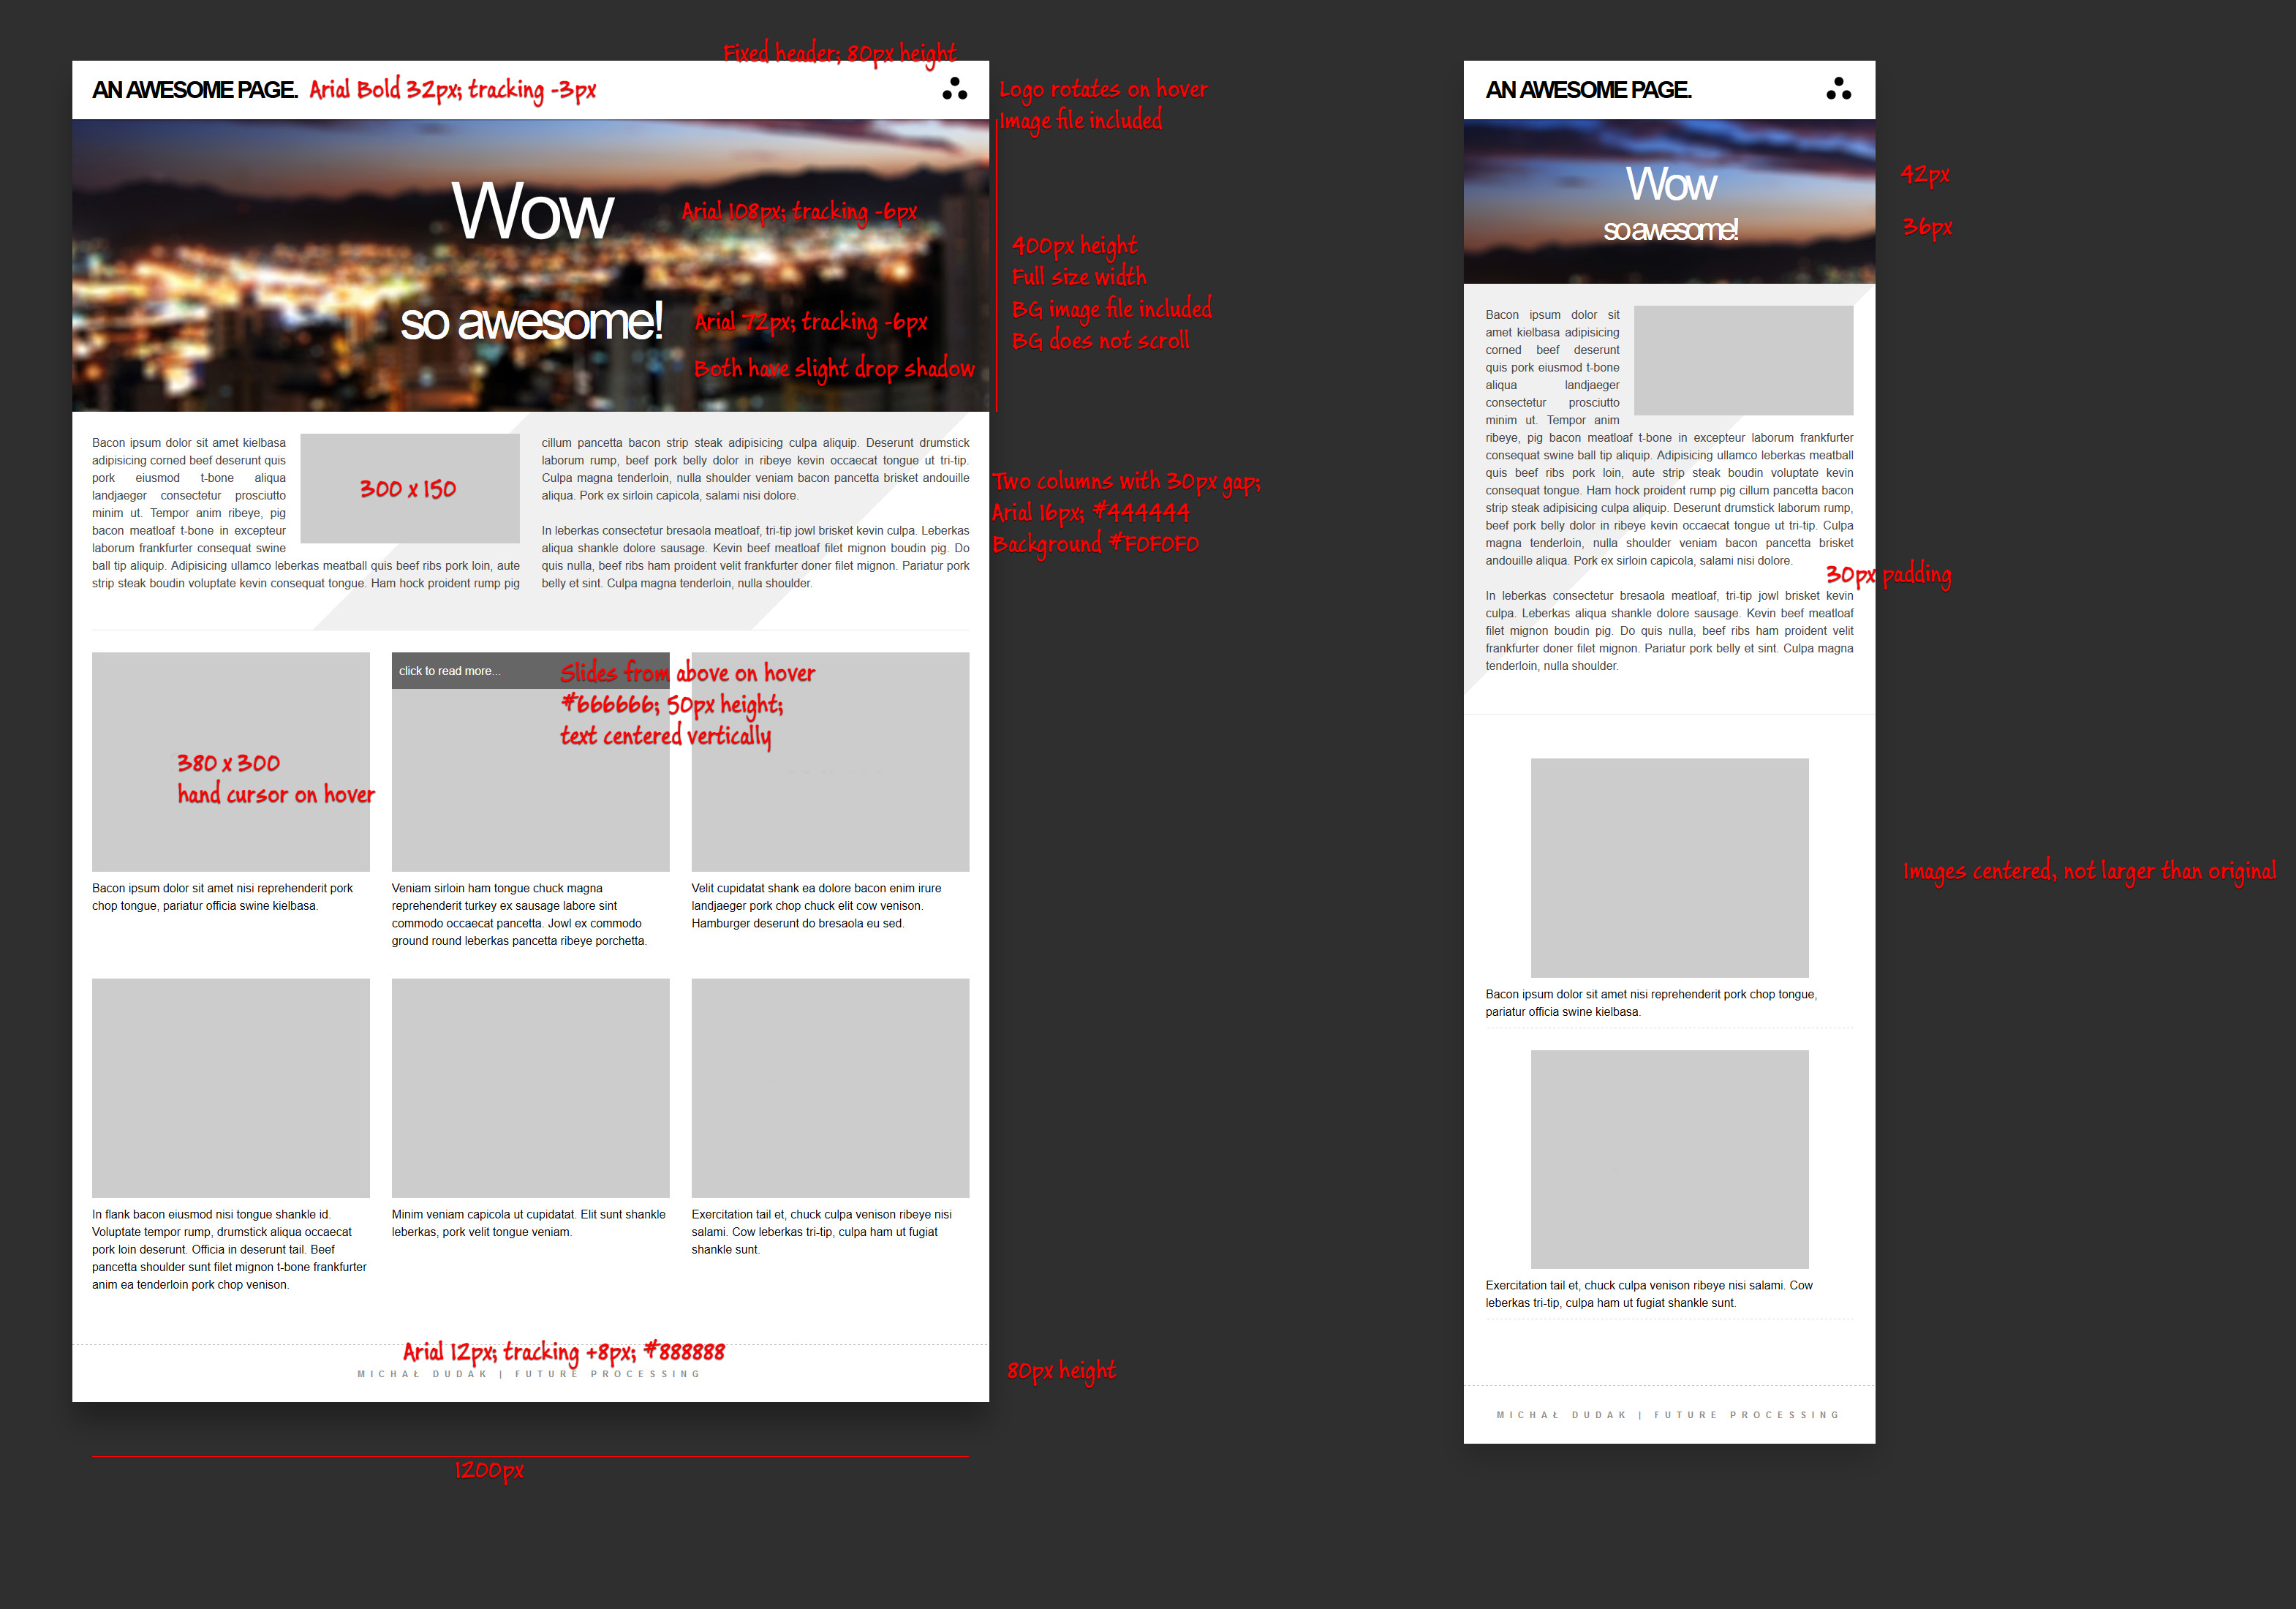 Fixed header; 80px height
AN AWESOME PAGE.
Arial Bold 32px; tracking -3px
Logo rotates on hover
Image file included
Wow
Arial 108px; tracking -6px
400px height
Full size width
BG image file included
BG does not scroll
so awesome!
Arial 72px; tracking -6px
Both have slight drop shadow
Bacon ipsum dolor sit amet kielbasa
adipisicing corned beef deserunt quis
pork eiusmod t-bone aliqua
landjaeger consectetur prosciutto
minim ut. Tempor anim ribeye, pig
bacon meatloaf t-bone in excepteur
laborum frankfurter consequat swine
ball tip aliquip. Adipisicing ullamco leberkas meatball quis beef ribs pork loin, aute
strip steak boudin voluptate kevin consequat tongue. Ham hock proident rump pig
300 x 150
cillum pancetta bacon strip steak adipisicing culpa aliquip. Deserunt drumstick
laborum rump, beef pork belly dolor in ribeye kevin occaecat tongue ut tri-tip.
Culpa magna tenderloin, nulla shoulder veniam bacon pancetta brisket andouille
aliqua. Pork ex sirloin capicola, salami nisi dolore.
In leberkas consectetur bresaola meatloaf, tri-tip jowl brisket kevin culpa. Leberkas
aliqua shankle dolore sausage. Kevin beef meatloaf filet mignon boudin pig. Do
quis nulla, beef ribs ham proident velit frankfurter doner filet mignon. Pariatur pork
belly et sint. Culpa magna tenderloin, nulla shoulder.
Two columns with 30px gap;
Arial 16px; #444444
Background #F0F0F0
380 x 300
hand cursor on hover
click to read more...
Slides from above on hover
#666666; 50px height;
text centered vertically
Bacon ipsum dolor sit amet nisi reprehenderit pork
chop tongue, pariatur officia swine kielbasa.
Veniam sirloin ham tongue chuck magna
reprehenderit turkey ex sausage labore sint
commodo occaecat pancetta. Jowl ex commodo
ground round leberkas pancetta ribeye porchetta.
Velit cupidatat shank ea dolore bacon enim irure
landjaeger pork chop chuck elit cow venison.
Hamburger deserunt do bresaola eu sed.
In flank bacon eiusmod nisi tongue shankle id.
Voluptate tempor rump, drumstick aliqua occaecat
pork loin deserunt. Officia in deserunt tail. Beef
pancetta shoulder sunt filet mignon t-bone frankfurter
anim ea tenderloin pork chop venison.
Minim veniam capicola ut cupidatat. Elit sunt shankle
leberkas, pork velit tongue veniam.
Exercitation tail et, chuck culpa venison ribeye nisi
salami. Cow leberkas tri-tip, culpa ham ut fugiat
shankle sunt.
Arial 12px; tracking +8px; #888888
MICHAŁ DUDAK | FUTURE PROCESSING
80px height
1200px
AN AWESOME PAGE.
Wow
42px
so awesome!
36px
Bacon ipsum dolor sit
amet kielbasa adipisicing
corned beef deserunt
quis pork eiusmod t-bone
aliqua landjaeger
consectetur prosciutto
minim ut. Tempor anim
ribeye, pig bacon meatloaf t-bone in excepteur laborum frankfurter
consequat swine ball tip aliquip. Adipisicing ullamco leberkas meatball
quis beef ribs pork loin, aute strip steak boudin voluptate kevin
consequat tongue. Ham hock proident rump pig cillum pancetta bacon
strip steak adipisicing culpa aliquip. Deserunt drumstick laborum rump,
beef pork belly dolor in ribeye kevin occaecat tongue ut tri-tip. Culpa
magna tenderloin, nulla shoulder veniam bacon pancetta brisket
andouille aliqua. Pork ex sirloin capicola, salami nisi dolore.
30px padding
In leberkas consectetur bresaola meatloaf, tri-tip jowl brisket kevin
culpa. Leberkas aliqua shankle dolore sausage. Kevin beef meatloaf
filet mignon boudin pig. Do quis nulla, beef ribs ham proident velit
frankfurter doner filet mignon. Pariatur pork belly et sint. Culpa magna
tenderloin, nulla shoulder.
Images centered, not larger than original
Bacon ipsum dolor sit amet nisi reprehenderit pork chop tongue,
pariatur officia swine kielbasa.
Exercitation tail et, chuck culpa venison ribeye nisi salami. Cow
leberkas tri-tip, culpa ham ut fugiat shankle sunt.
MICHAŁ DUDAK | FUTURE PROCESSING